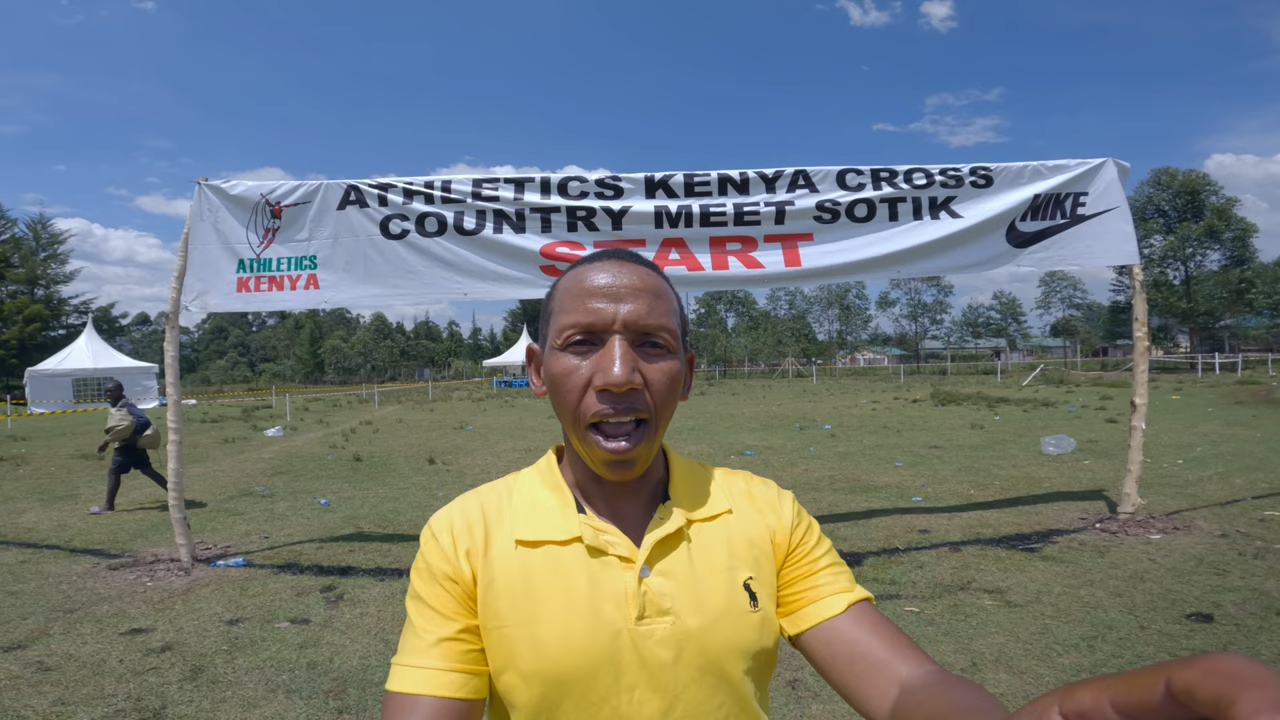 ATHLETICS KENYA CROSS
COUNTRY MEET SOTIK
START
ATHLETICS
KENYA
NIKE